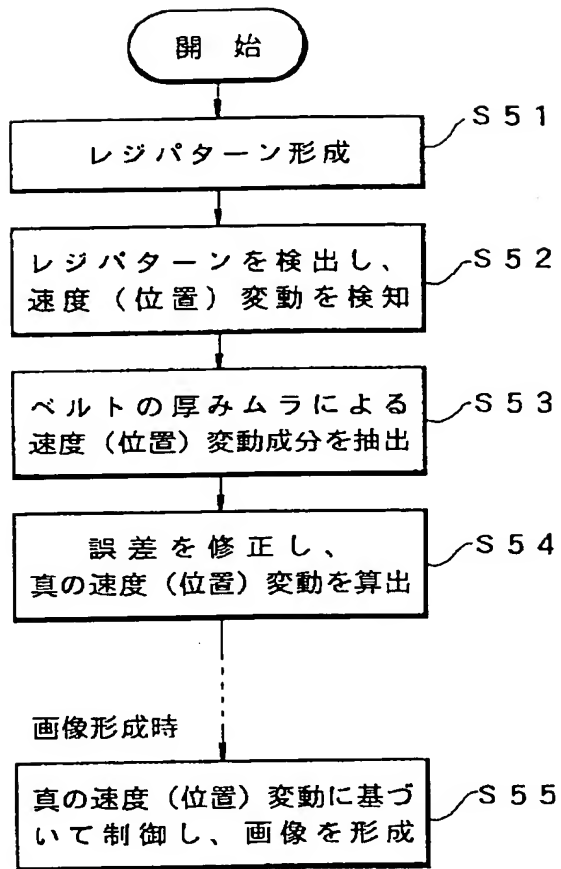 開始
S51
レジパターン形成
S52
レジパターンを検出し、
速度（位置）変動を検知
S53
ベルトの厚みムラによる
速度（位置）変動成分を抽出
S54
誤差を修正し、
真の速度（位置）変動を算出
画像形成時
S55
真の速度（位置）変動に基づ
いて制御し、画像を形成